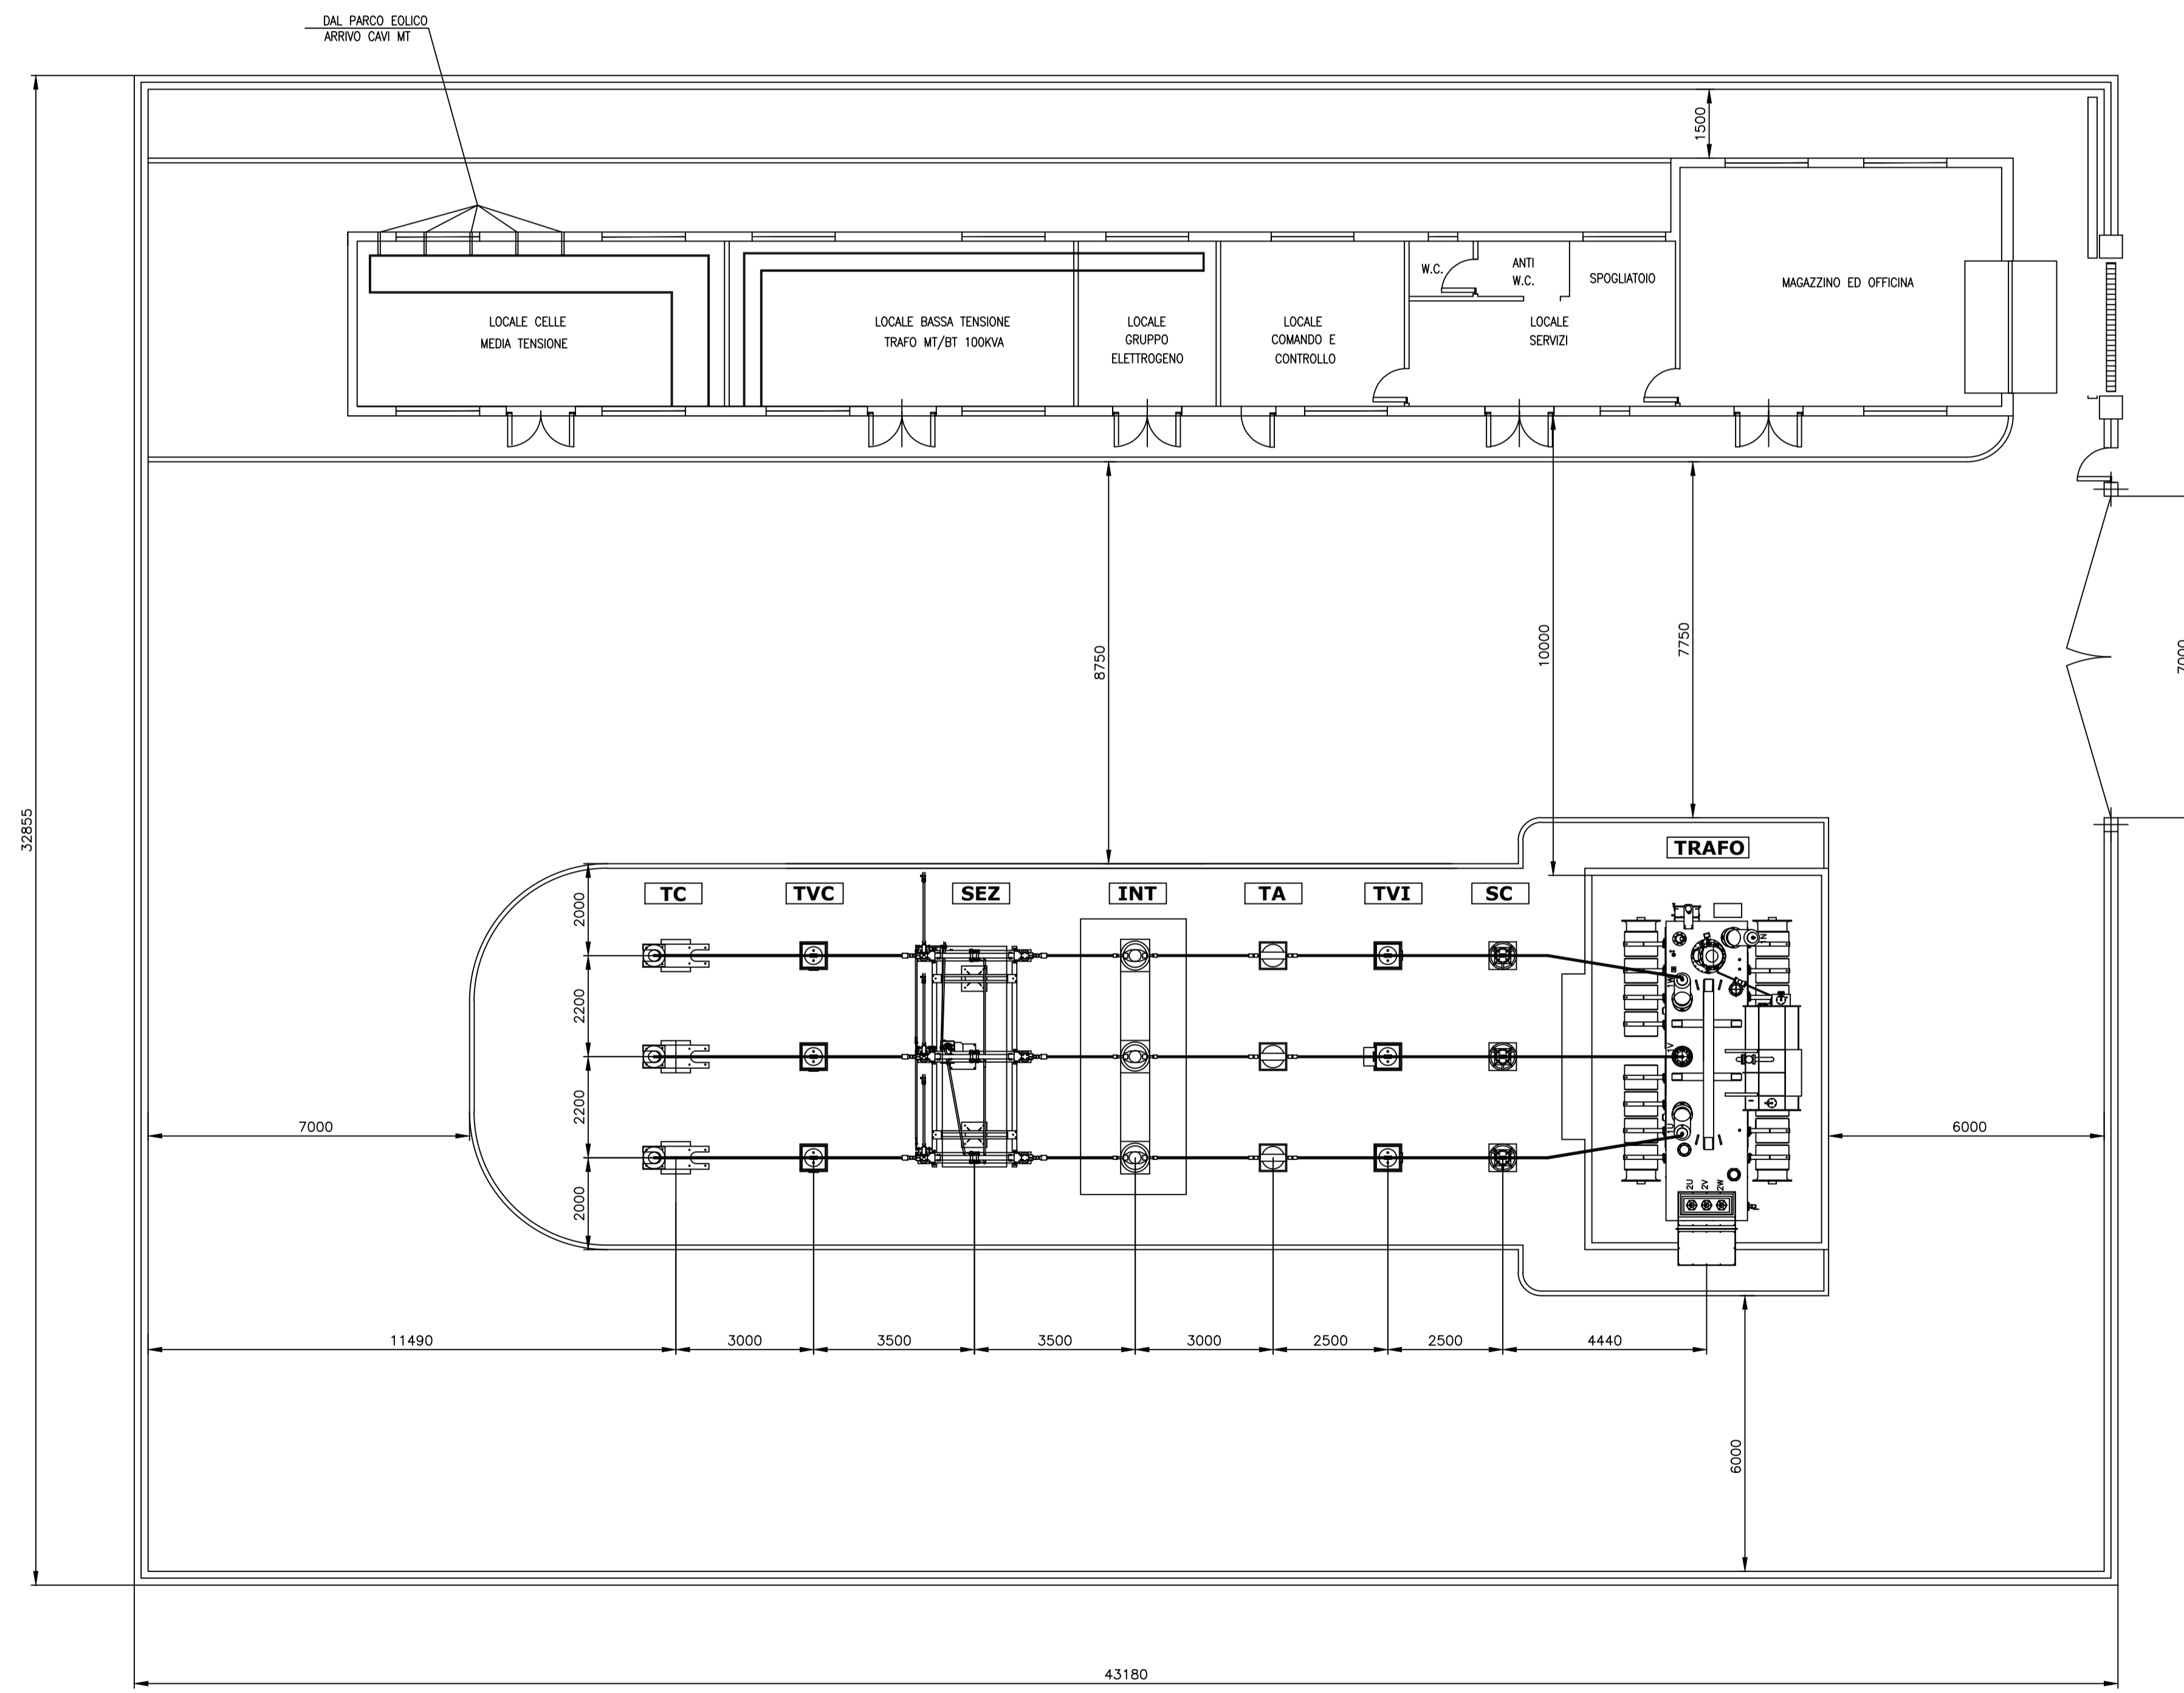 DAL PARCO EOLICO
ARRIVO CAVI MT
1500
W.C.
ANTI
W.C.
SPOGLIATOIO
MAGAZZINO ED OFFICINA
LOCALE CELLE
MEDIA TENSIONE
LOCALE BASSA TENSIONE
TRAFO MT/BT 100KVA
LOCALE
GRUPPO
ELETTROGENO
LOCALE
COMANDO E
CONTROLLO
LOCALE
SERVIZI
8750
10000
7750
7000
32855
TRAFO
TC
TVC
SEZ
INT
TA
TVI
SC
2000
2200
2200
2000
N
1W
1V
1U
2U
2V
2W
7000
6000
11490
3000
3500
3500
3000
2500
2500
4440
6000
43180